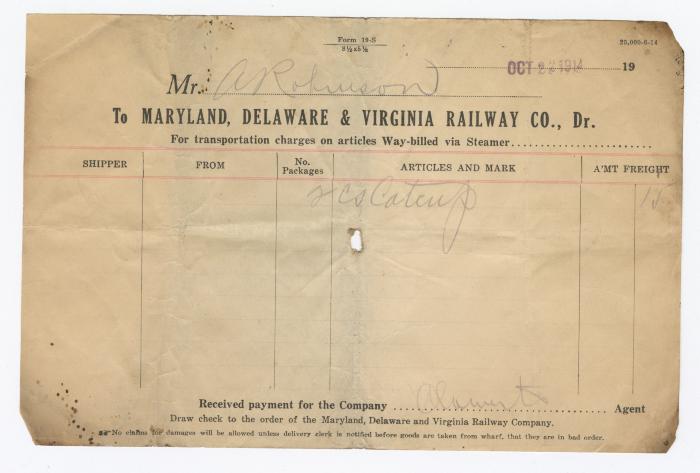 Form 19-S
8½x5½
25,000-6-14
OCT 22 1914 19
Mr. A Robinson
To MARYLAND, DELAWARE & VIRGINIA RAILWAY CO., Dr.
For transportation charges on articles Way-billed via Steamer
SHIPPER FROM No. Packages ARTICLES AND MARK A'MT FREIGHT
2 cs Catsup 15
Received payment for the Company Agent
Draw check to the order of the Maryland, Delaware and Virginia Railway Company.
No claims for damages will be allowed unless delivery clerk is notified before goods are taken from wharf, that they are in bad order.